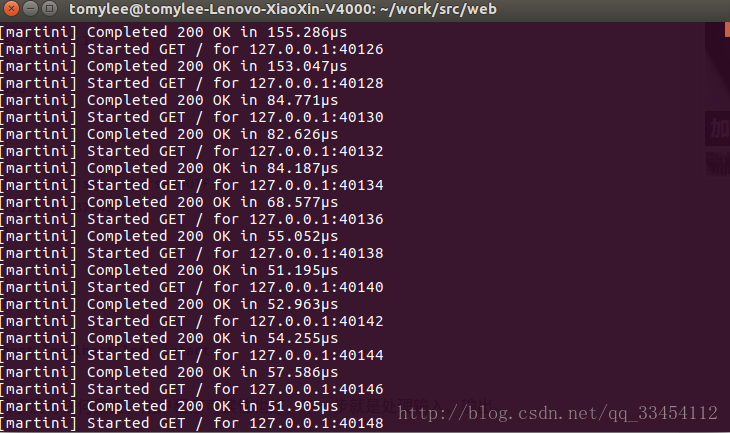 tomylee@tomylee-Lenovo-XiaoXin-V4000: ~/work/src/web
[martini] Completed 200 OK in 155.286µs
[martini] Started GET / for 127.0.0.1:40126
[martini] Completed 200 OK in 153.047µs
[martini] Started GET / for 127.0.0.1:40128
[martini] Completed 200 OK in 84.771µs
[martini] Started GET / for 127.0.0.1:40130
[martini] Completed 200 OK in 82.626µs
[martini] Started GET / for 127.0.0.1:40132
[martini] Completed 200 OK in 84.187µs
[martini] Started GET / for 127.0.0.1:40134
[martini] Completed 200 OK in 68.577µs
[martini] Started GET / for 127.0.0.1:40136
[martini] Completed 200 OK in 55.052µs
[martini] Started GET / for 127.0.0.1:40138
[martini] Completed 200 OK in 51.195µs
[martini] Started GET / for 127.0.0.1:40140
[martini] Completed 200 OK in 52.963µs
[martini] Started GET / for 127.0.0.1:40142
[martini] Completed 200 OK in 54.255µs
[martini] Started GET / for 127.0.0.1:40144
[martini] Completed 200 OK in 57.586µs
[martini] Started GET / for 127.0.0.1:40146
[martini] Completed 200 OK in 51.905µs
[martini] Started GET / for 127.0.0.1:40148
http://blog.csdn.net/qq_33454112